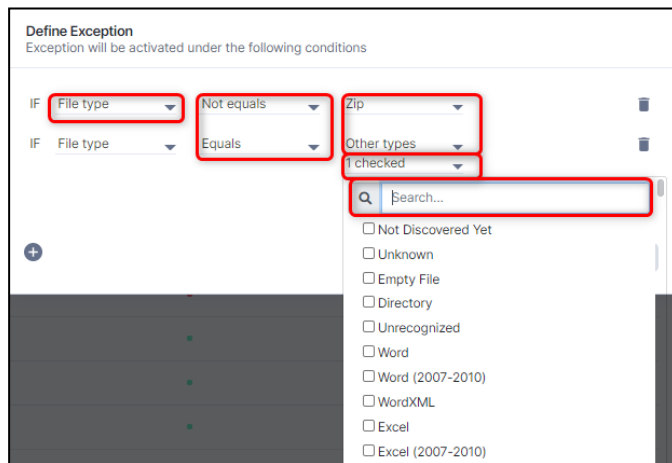 Define Exception
Exception will be activated under the following conditions
IF File type Not equals Zip
IF File type Equals Other types
1 checked
Search...
Not Discovered Yet
Unknown
Empty File
Directory
Unrecognized
Word
Word (2007-2010)
WordXML
Excel
Excel (2007-2010)